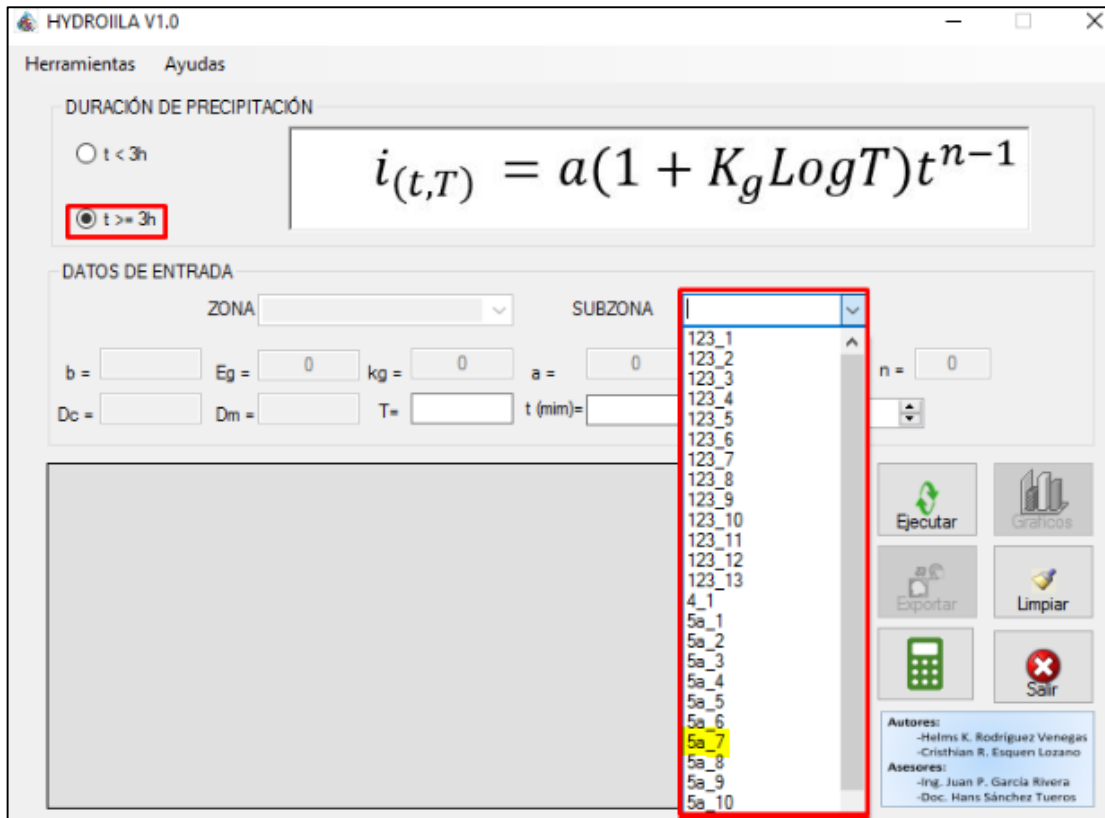 HYDROIILA V1.0
Herramientas Ayudas
DURACIÓN DE PRECIPITACIÓN
t < 3h
t >= 3h
i(t,T) = a(1 + KgLogT)t^n−1
DATOS DE ENTRADA
ZONA
SUBZONA
b =
Eg = 0
kg = 0
a = 0
n = 0
Dc =
Dm =
T=
t (mim)=
123_1
123_2
123_3
123_4
123_5
123_6
123_7
123_8
123_9
123_10
123_11
123_12
123_13
4_1
5a_1
5a_2
5a_3
5a_4
5a_5
5a_6
5a_7
5a_8
5a_9
5a_10
Ejecutar
Gráficos
Exportar
Limpiar
Salir
Autores:
-Helms K. Rodríguez Venegas
-Cristhian R. Esquen Lozano
Asesores:
-Ing. Juan P. García Rivera
-Doc. Hans Sánchez Tueros